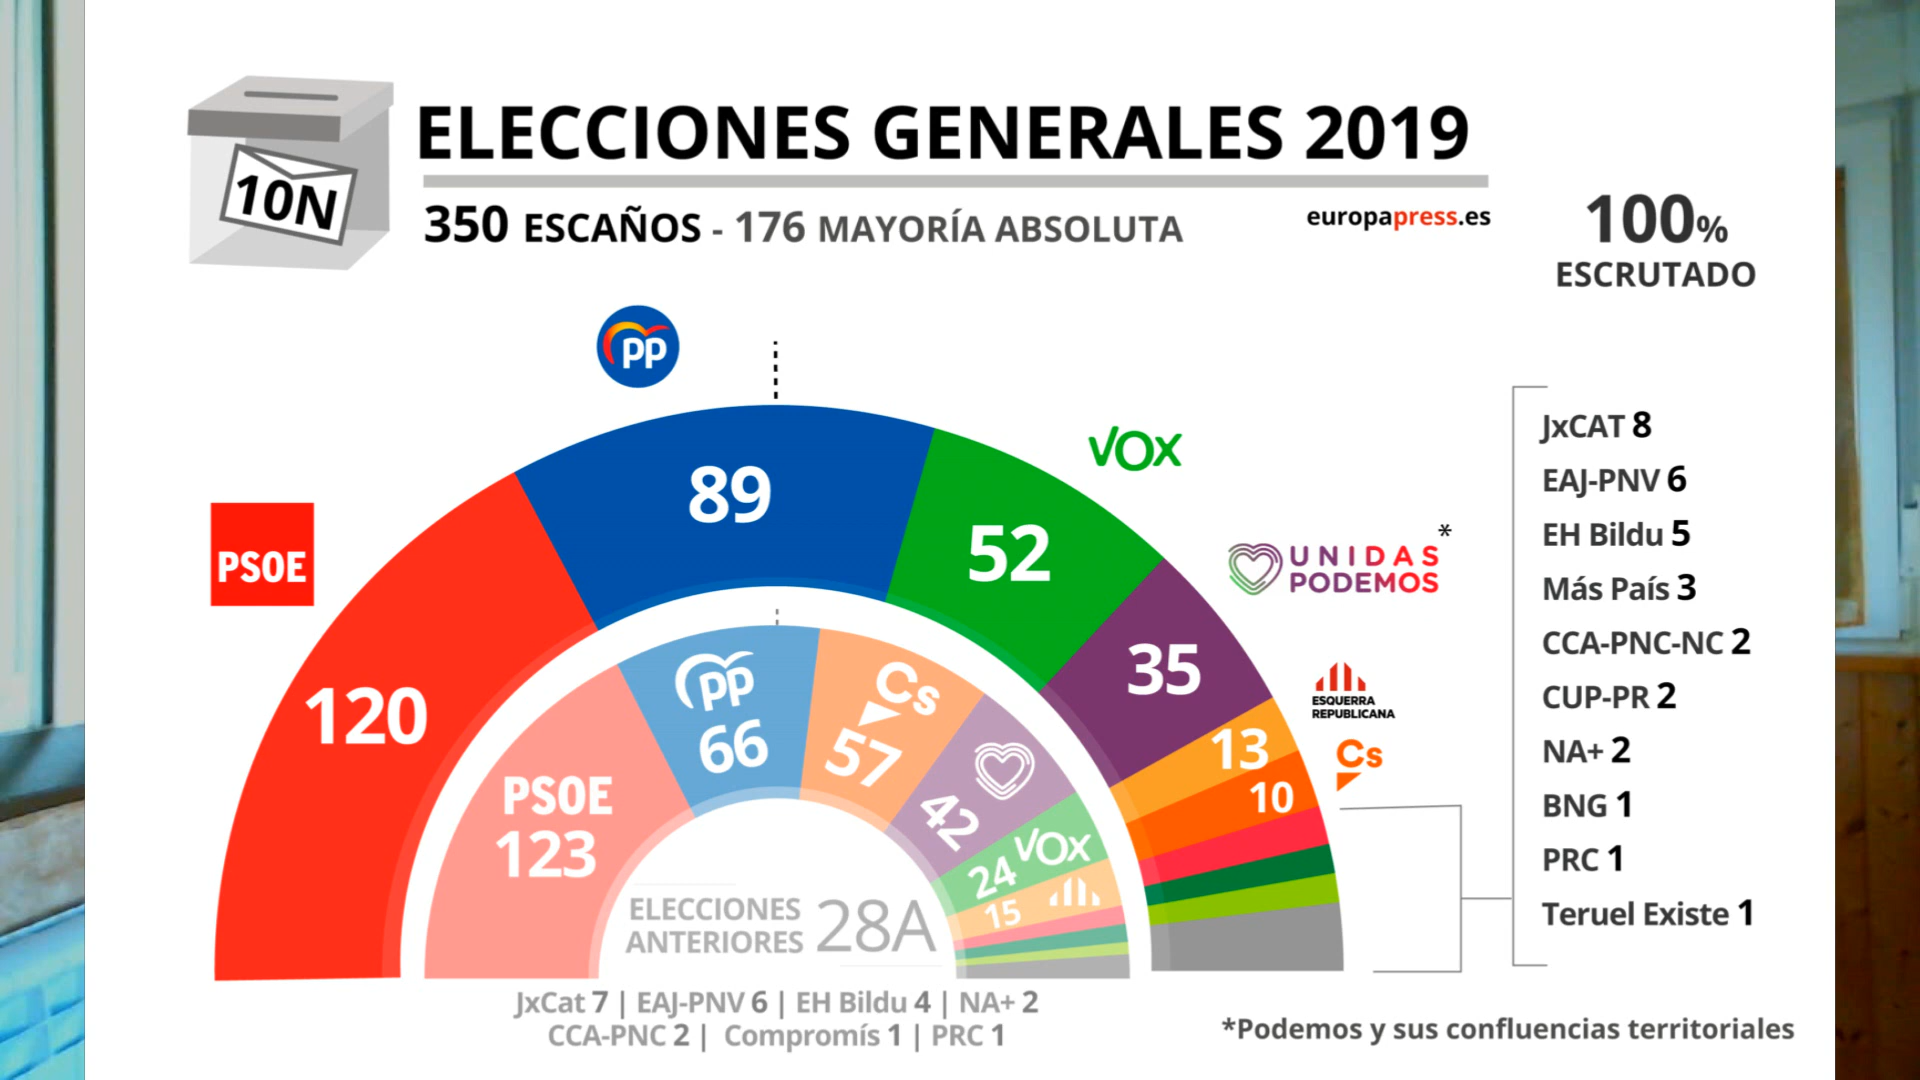 10N
ELECCIONES GENERALES 2019
350 ESCAÑOS - 176 MAYORÍA ABSOLUTA
europapress.es
100%
ESCRUTADO
PP
VOX
PSOE
UNIDAS
PODEMOS
*
ESQUERRA
REPUBLICANA
Cs
120
89
52
35
13
10
PSOE
123
PP
66
Cs
57
42
24 VOX
15
ELECCIONES
ANTERIORES 28A
JxCat 7 | EAJ-PNV 6 | EH Bildu 4 | NA+ 2
CCA-PNC 2 | Compromís 1 | PRC 1
JxCAT 8
EAJ-PNV 6
EH Bildu 5
Más País 3
CCA-PNC-NC 2
CUP-PR 2
NA+ 2
BNG 1
PRC 1
Teruel Existe 1
*Podemos y sus confluencias territoriales